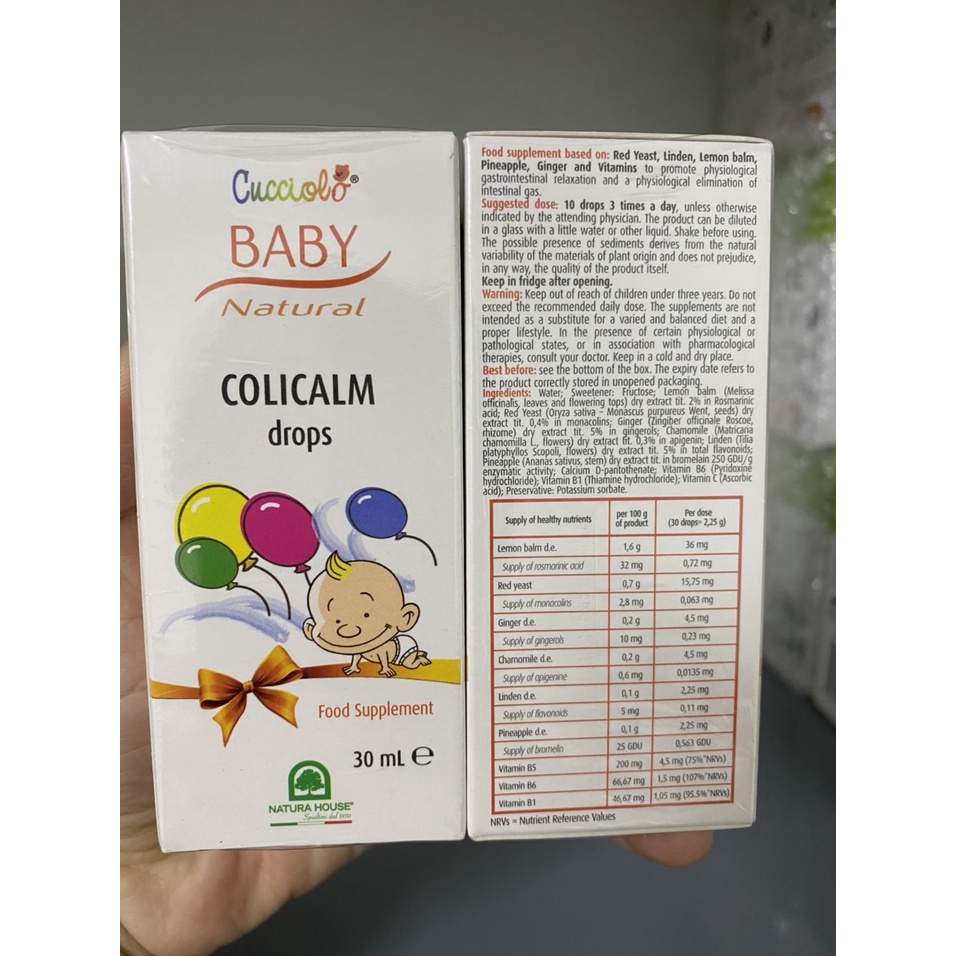 Cucciolo®
BABY
Natural
COLICALM
drops
Food Supplement
30 mL ℮
NATURA HOUSE®
Food supplement based on: Red Yeast, Linden, Lemon balm,
Pineapple, Ginger and Vitamins to promote physiological
gastrointestinal relaxation and a physiological elimination of
intestinal gas.
Suggested dose: 10 drops 3 times a day, unless otherwise
indicated by the attending physician. The product can be diluted
in a glass with a little water or other liquid. Shake before using.
The possible presence of sediments derives from the natural
variability of the materials of plant origin and does not prejudice,
in any way, the quality of the product itself.
Keep in fridge after opening.
Warning: Keep out of reach of children under three years. Do not
exceed the recommended daily dose. The supplements are not
intended as a substitute for a varied and balanced diet and a
proper lifestyle. In the presence of certain physiological or
pathological states, or in association with pharmacological
therapies, consult your doctor. Keep in a cold and dry place.
Best before: see the bottom of the box. The expiry date refers to
the product correctly stored in unopened packaging.
Ingredients: Water; Sweetener: Fructose; Lemon balm (Melissa
officinalis, leaves and flowering tops) dry extract tit. 2% in Rosmarinic
acid; Red Yeast (Oryza sativa - Monascus purpureus Went, seeds) dry
extract tit. 0,4% in monacolins; Ginger (Zingiber officinale Roscoe,
rhizome) dry extract tit. 5% in gingerols; Chamomile (Matricaria
chamomilla L., flowers) dry extract tit. 0,3% in apigenin; Linden (Tilia
platyphyllos Scopoli, flowers) dry extract tit. 5% in total flavonoids;
Pineapple (Ananas sativus, stem) dry extract tit. in bromelain 250 GDU/g
enzymatic activity; Calcium D-pantothenate; Vitamin B6 (Pyridoxine
hydrochloride); Vitamin B1 (Thiamine hydrochloride); Vitamin C (Ascorbic
acid); Preservative: Potassium sorbate.
Supply of healthy nutrients per 100 g of product Per dose (30 drops= 2,25 g)
Lemon balm d.e. 1,6 g 36 mg
Supply of rosmarinic acid 32 mg 0,72 mg
Red yeast 0,7 g 15,75 mg
Supply of monacolins 2,8 mg 0,063 mg
Ginger d.e. 0,2 g 4,5 mg
Supply of gingerols 10 mg 0,23 mg
Chamomile d.e. 0,2 g 4,5 mg
Supply of apigenine 0,6 mg 0,0135 mg
Linden d.e. 0,1 g 2,25 mg
Supply of flavonoids 5 mg 0,11 mg
Pineapple d.e. 0,1 g 2,25 mg
Supply of bromelin 25 GDU 0,563 GDU
Vitamin B5 200 mg 4,5 mg (75%*NRVs)
Vitamin B6 66,67 mg 1,5 mg (107%*NRVs)
Vitamin B1 46,67 mg 1,05 mg (95.5%*NRVs)
NRVs = Nutrient Reference Values